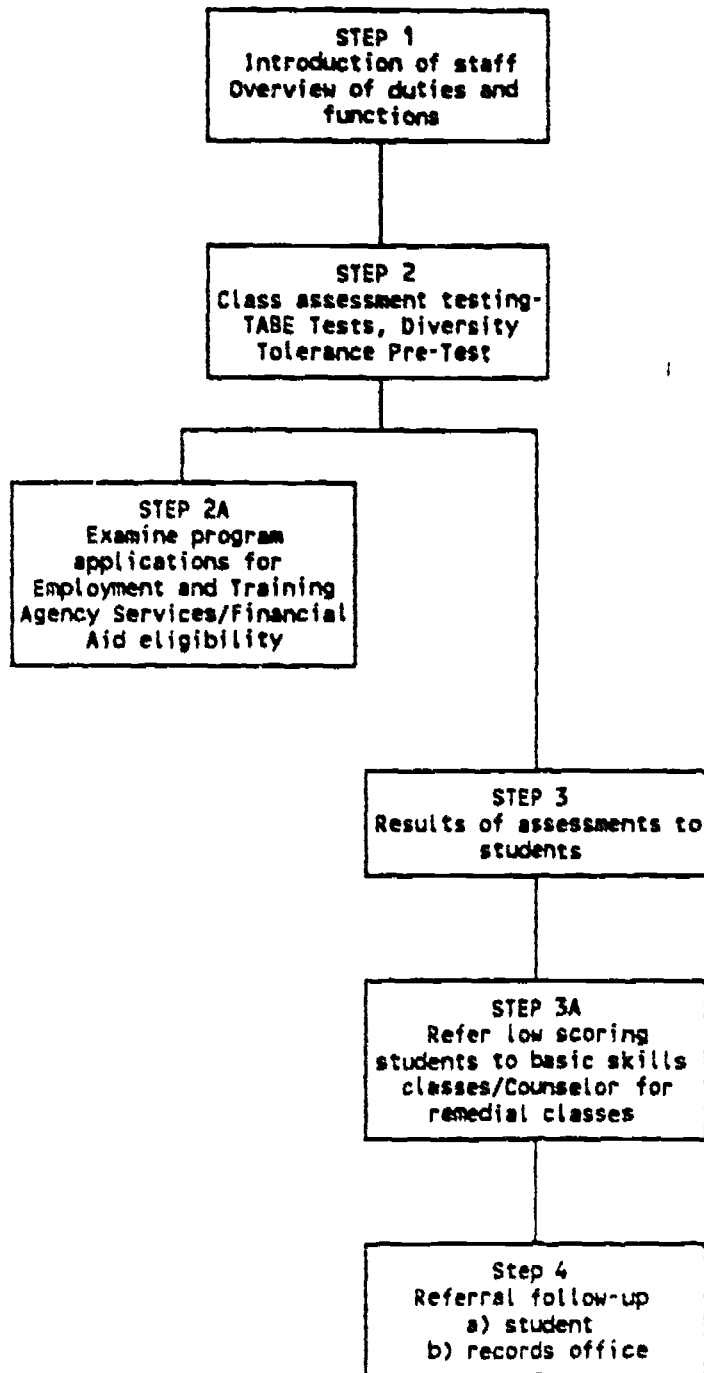 STEP 1
Introduction of staff
Overview of duties and
functions
STEP 2
Class assessment testing-
TABE Tests, Diversity
Tolerance Pre-Test
STEP 2A
Examine program
applications for
Employment and Training
Agency Services/Financial
Aid eligibility
STEP 3
Results of assessments to
students
STEP 3A
Refer low scoring
students to basic skills
classes/Counselor for
remedial classes
Step 4
Referral follow-up
a) student
b) records office